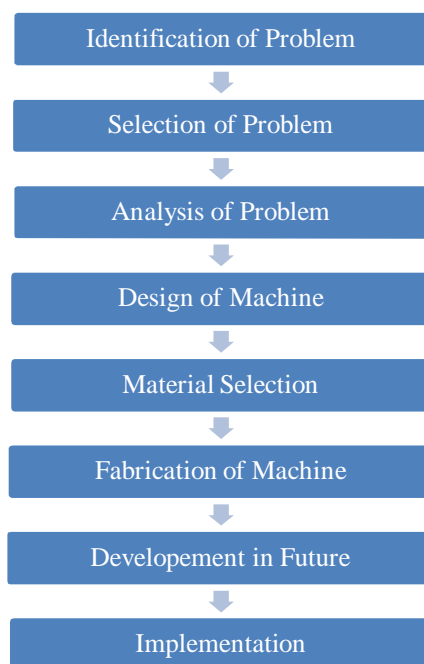 Identification of Problem
Selection of Problem
Analysis of Problem
Design of Machine
Material Selection
Fabrication of Machine
Developement in Future
Implementation